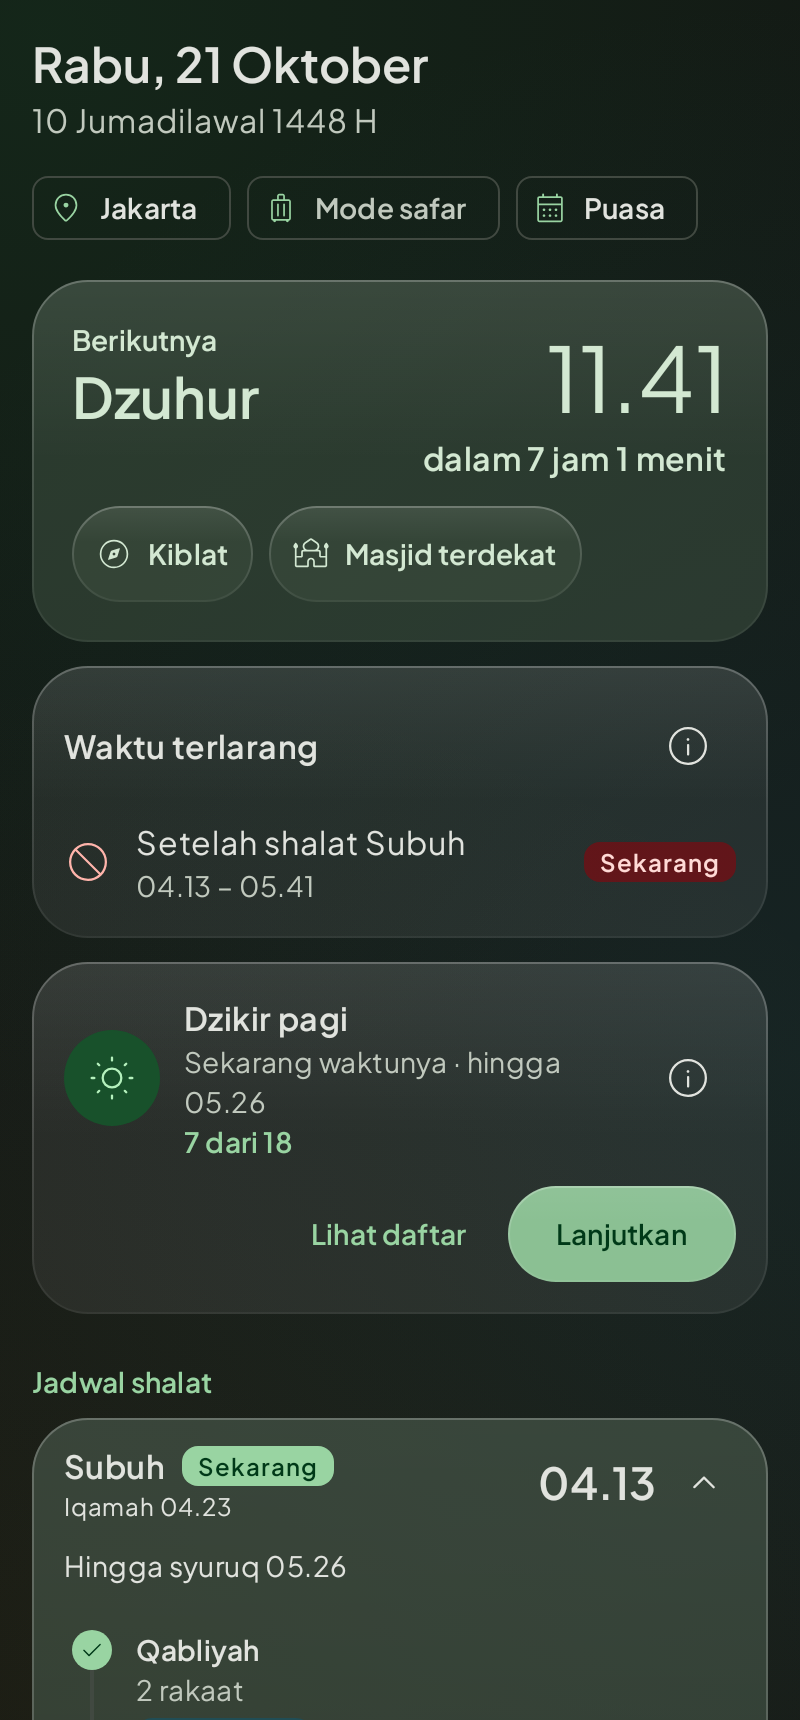 Rabu, 21 Oktober
10 Jumadilawal 1448 H
Jakarta
Mode safar
Puasa
Berikutnya
Dzuhur
11.41
dalam 7 jam 1 menit
Kiblat
Masjid terdekat
Waktu terlarang
Setelah shalat Subuh
04.13 – 05.41
Sekarang
Dzikir pagi
Sekarang waktunya · hingga
05.26
7 dari 18
Lihat daftar
Lanjutkan
Jadwal shalat
Subuh
Sekarang
Iqamah 04.23
04.13
Hingga syuruq 05.26
Qabliyah
2 rakaat